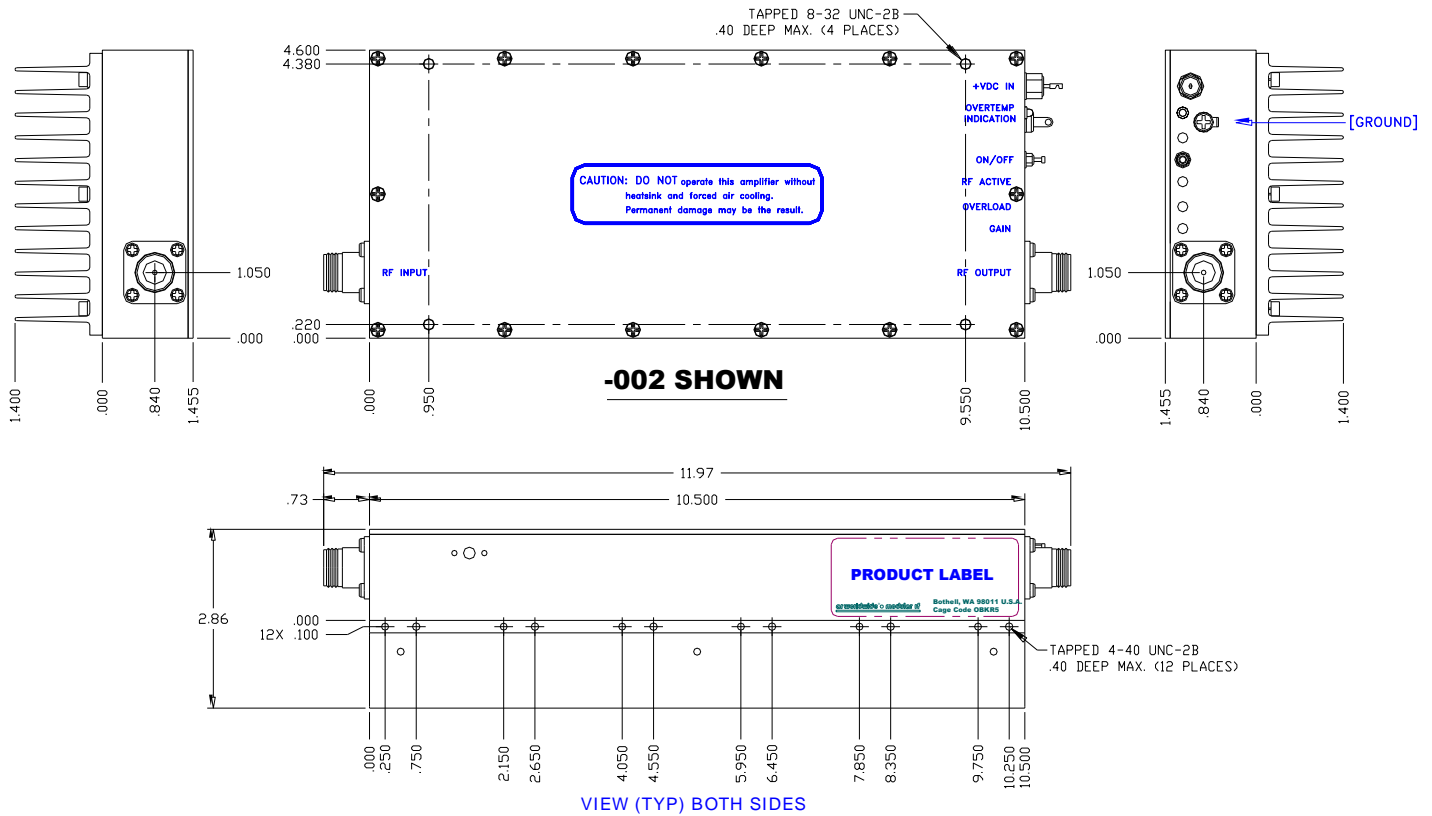 TAPPED 8-32 UNC-2B
.40 DEEP MAX. (4 PLACES)
4.600
4.380
+VDC IN
OVERTEMP
INDICATION
[GROUND]
ON/OFF
CAUTION: DO NOT operate this amplifier without
heatsink and forced air cooling.
Permanent damage may be the result.
RF ACTIVE
OVERLOAD
GAIN
1.050
RF INPUT
RF OUTPUT
1.050
.220
.000
.000
.000
-002 SHOWN
1.400
.000
.840
1.455
.000
.950
9.550
10.500
1.455
.840
.000
1.400
11.97
.73
10.500
PRODUCT LABEL
ar worldwide modular rf
Bothell, WA 98011 U.S.A.
Cage Code OBKR5
2.86
.000
12X .100
TAPPED 4-40 UNC-2B
.40 DEEP MAX. (12 PLACES)
.000
.250
.750
2.150
2.650
4.050
4.550
5.950
6.450
7.850
8.350
9.750
10.250
10.500
VIEW (TYP) BOTH SIDES